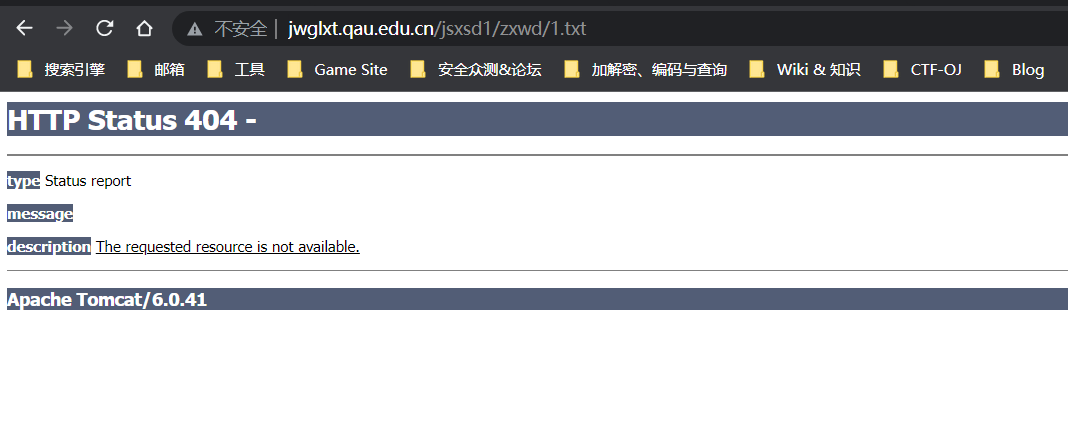 不安全 | jwglxt.qau.edu.cn/jsxsd1/zxwd/1.txt
搜索引擎 邮箱 工具 Game Site 安全众测&论坛 加解密、编码与查询 Wiki & 知识 CTF-OJ Blog
HTTP Status 404 -
type Status report
message
description The requested resource is not available.
Apache Tomcat/6.0.41